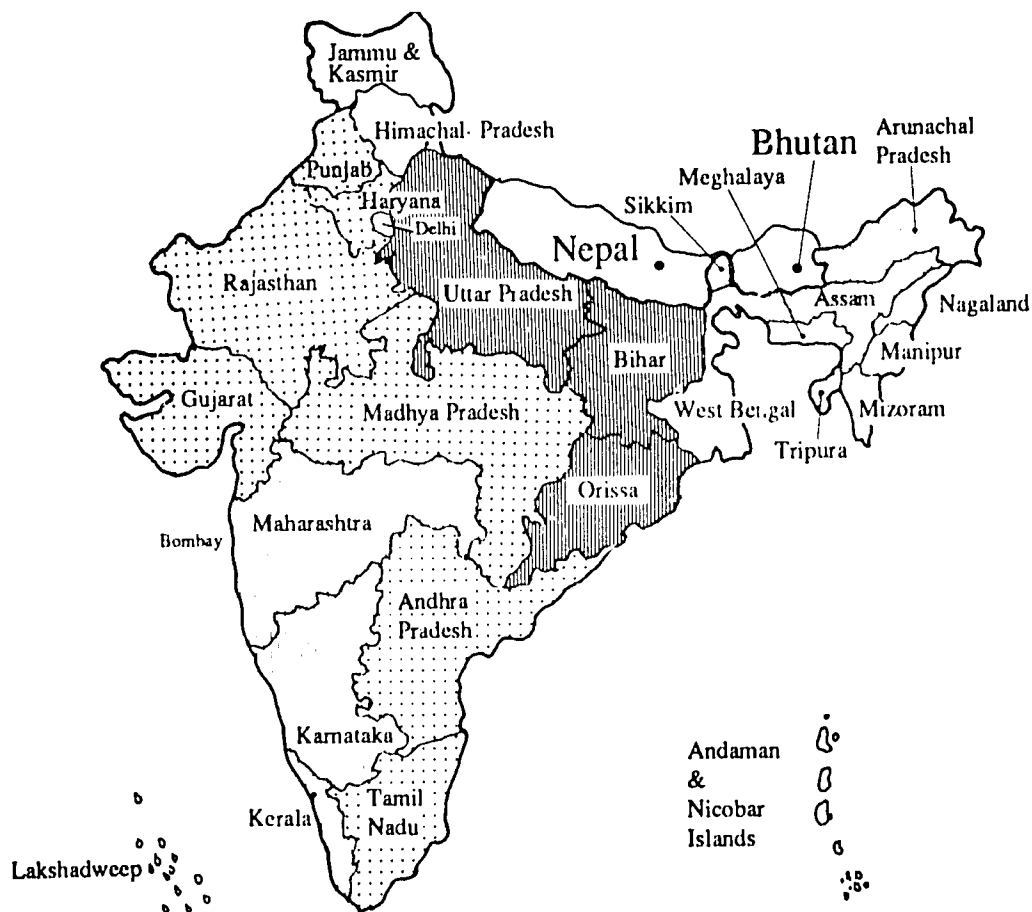 Jammu &
Kasmir
Himachal Pradesh
Punjab
Haryana
Delhi
Rajasthan
Uttar Pradesh
Nepal
Sikkim
Meghalaya
Bhutan
Arunachal
Pradesh
Assam
Nagaland
Manipur
Mizoram
Tripura
West Bengal
Bihar
Gujarat
Madhya Pradesh
Orissa
Maharashtra
Bombay
Andhra
Pradesh
Karnataka
Kerala
Tamil
Nadu
Lakshadweep
Andaman
&
Nicobar
Islands